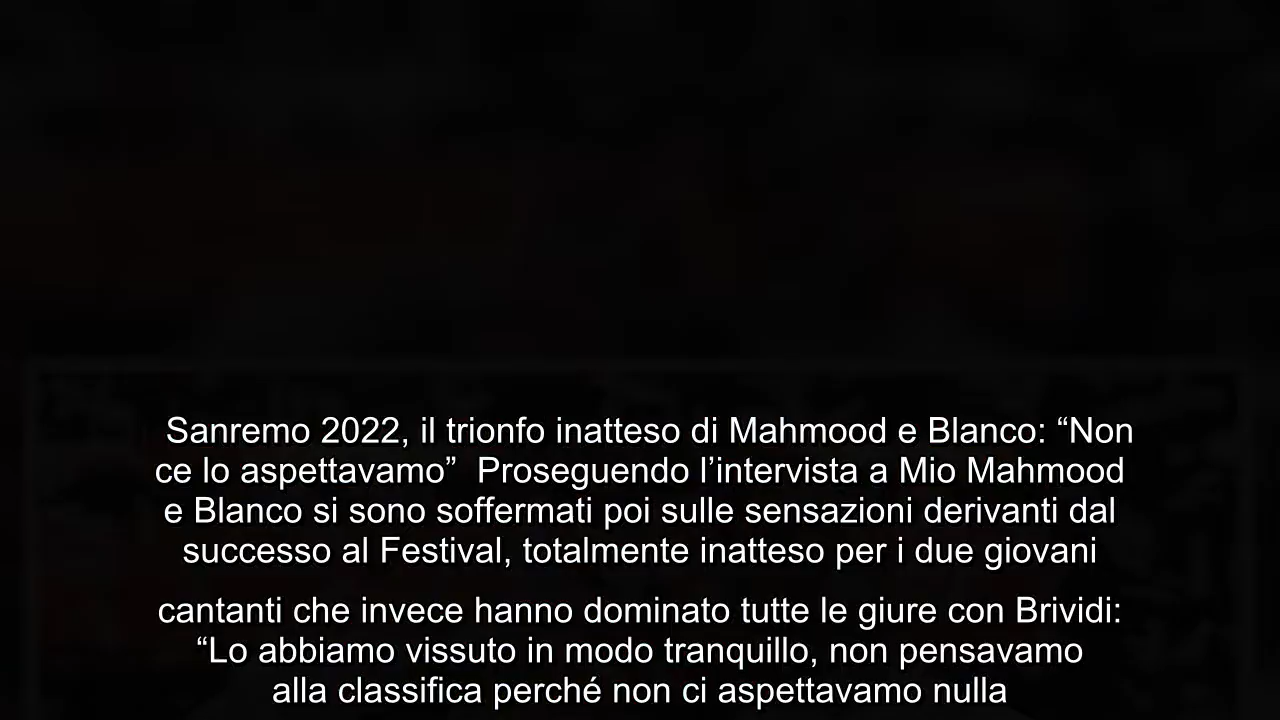 Sanremo 2022, il trionfo inatteso di Mahmood e Blanco: “Non
ce lo aspettavamo”  Proseguendo l’intervista a Mio Mahmood
e Blanco si sono soffermati poi sulle sensazioni derivanti dal
successo al Festival, totalmente inatteso per i due giovani
cantanti che invece hanno dominato tutte le giure con Brividi:
“Lo abbiamo vissuto in modo tranquillo, non pensavamo
alla classifica perché non ci aspettavamo nulla